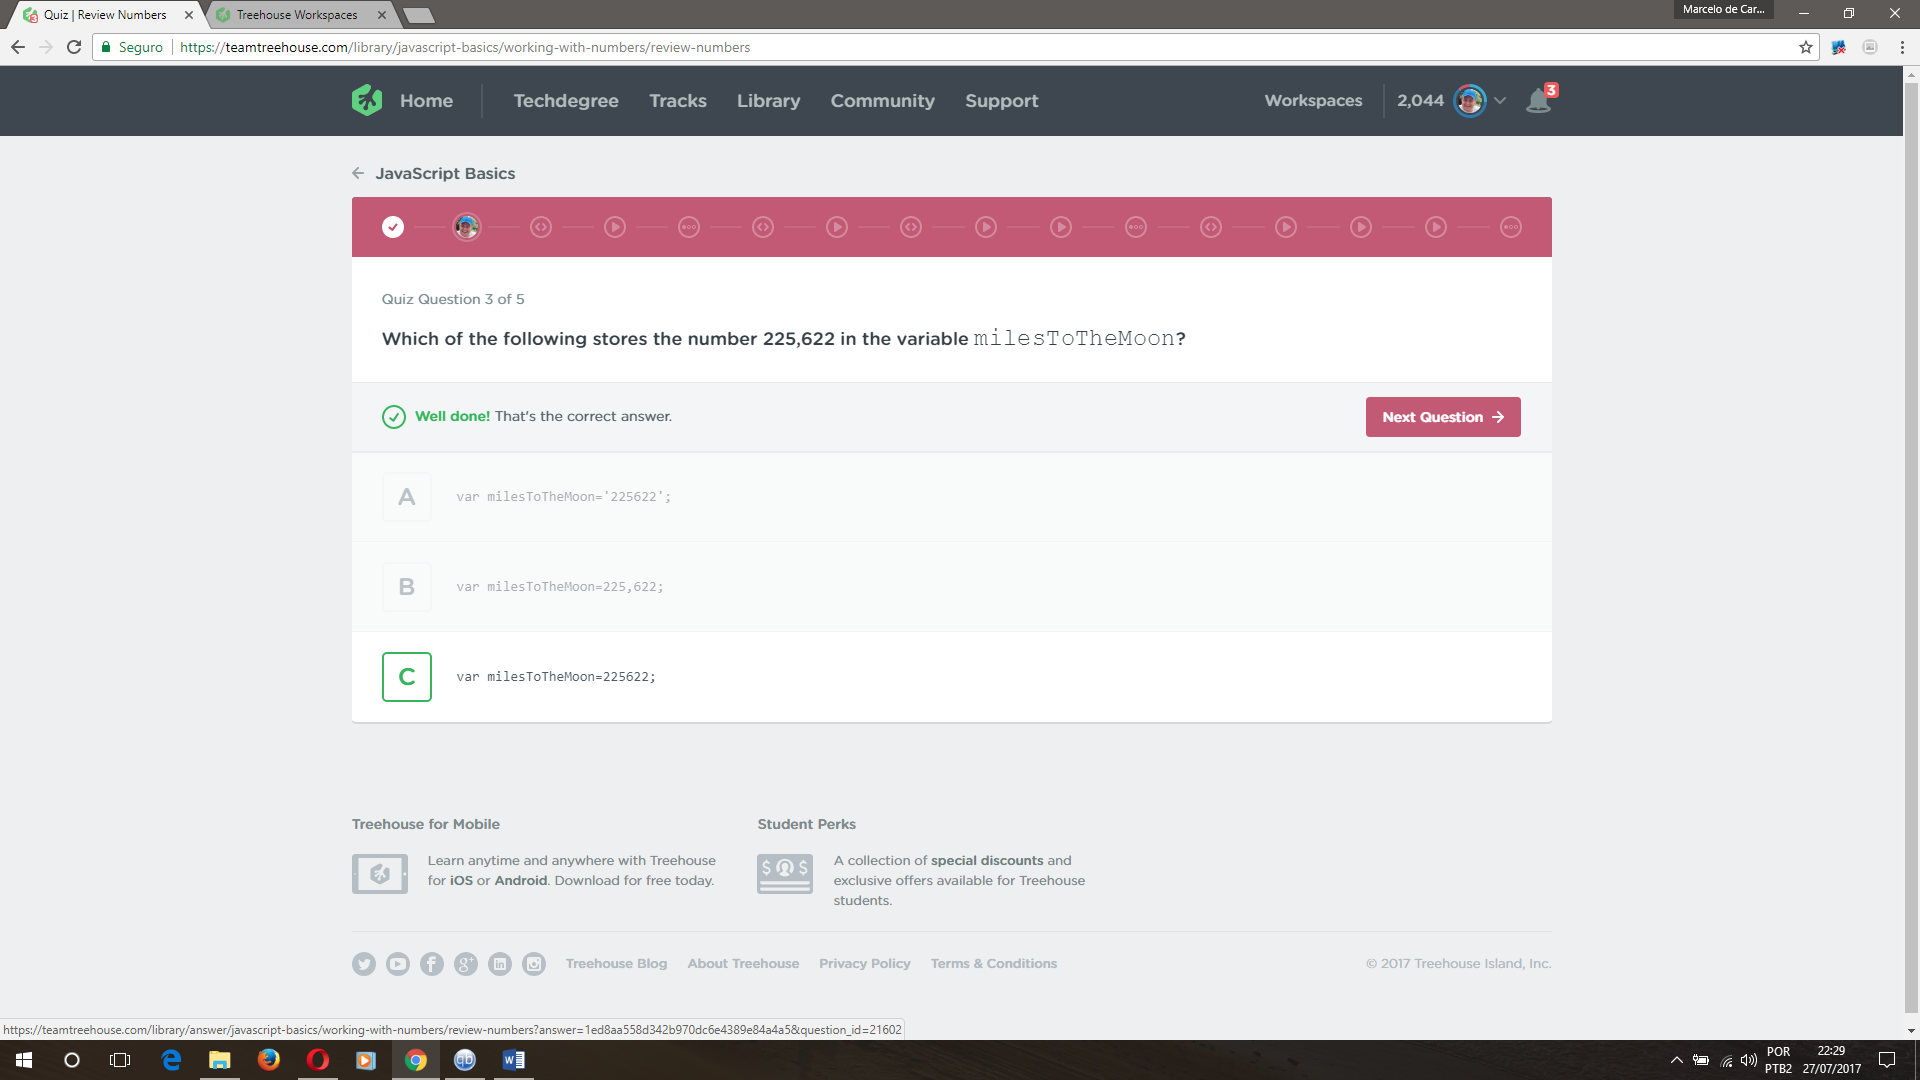 Quiz | Review Numbers
Treehouse Workspaces
Marcelo de Car...
Seguro
https://teamtreehouse.com/library/javascript-basics/working-with-numbers/review-numbers
Home
Techdegree
Tracks
Library
Community
Support
Workspaces
2,044
3
JavaScript Basics
Quiz Question 3 of 5
Which of the following stores the number 225,622 in the variable milesToTheMoon?
Well done! That's the correct answer.
Next Question
A
var milesToTheMoon='225622';
B
var milesToTheMoon=225,622;
C
var milesToTheMoon=225622;
Treehouse for Mobile
Learn anytime and anywhere with Treehouse
for iOS or Android. Download for free today.
Student Perks
A collection of special discounts and
exclusive offers available for Treehouse
students.
Treehouse Blog
About Treehouse
Privacy Policy
Terms & Conditions
© 2017 Treehouse Island, Inc.
https://teamtreehouse.com/library/answer/javascript-basics/working-with-numbers/review-numbers?answer=1ed8aa558d342b970dc6e4389e84a4a5&question_id=21602
POR
PTB2
22:29
27/07/2017